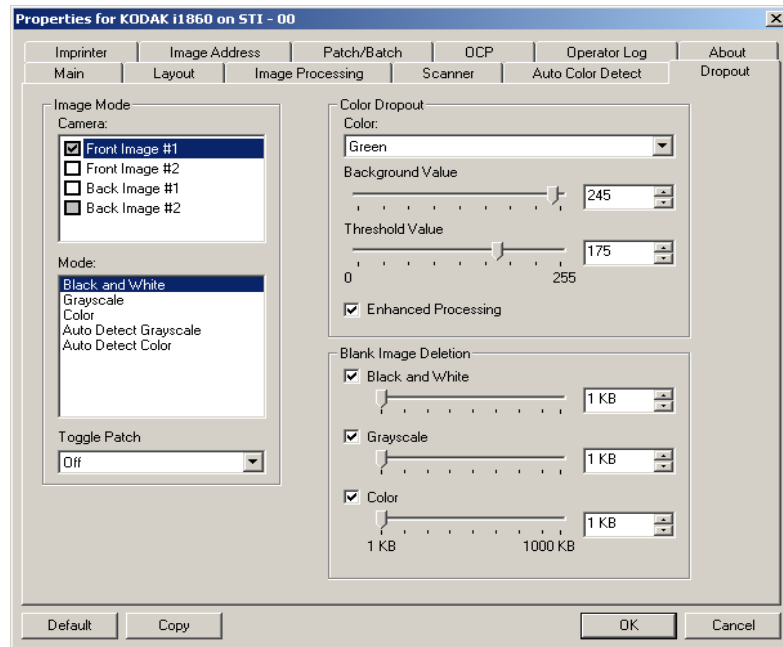 Properties for KODAK i1860 on STI - 00
Imprinter Image Address Patch/Batch OCP Operator Log About
Main Layout Image Processing Scanner Auto Color Detect Dropout
Image Mode
Camera:
Front Image #1
Front Image #2
Back Image #1
Back Image #2
Mode:
Black and White
Grayscale
Color
Auto Detect Grayscale
Auto Detect Color
Toggle Patch
Off
Color Dropout
Color:
Green
Background Value
245
Threshold Value
175
0 255
Enhanced Processing
Blank Image Deletion
Black and White
1 KB
Grayscale
1 KB
Color
1 KB
1 KB 1000 KB
Default Copy OK Cancel